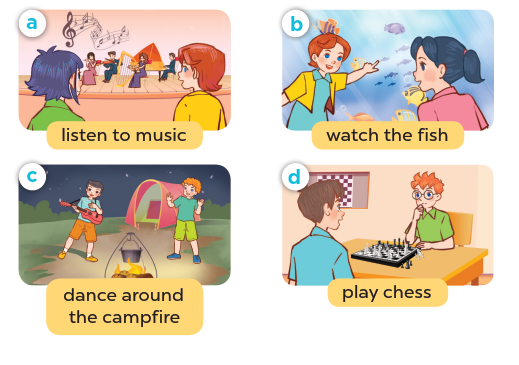 a
listen to music
b
watch the fish
c
dance around
the campfire
d
play chess